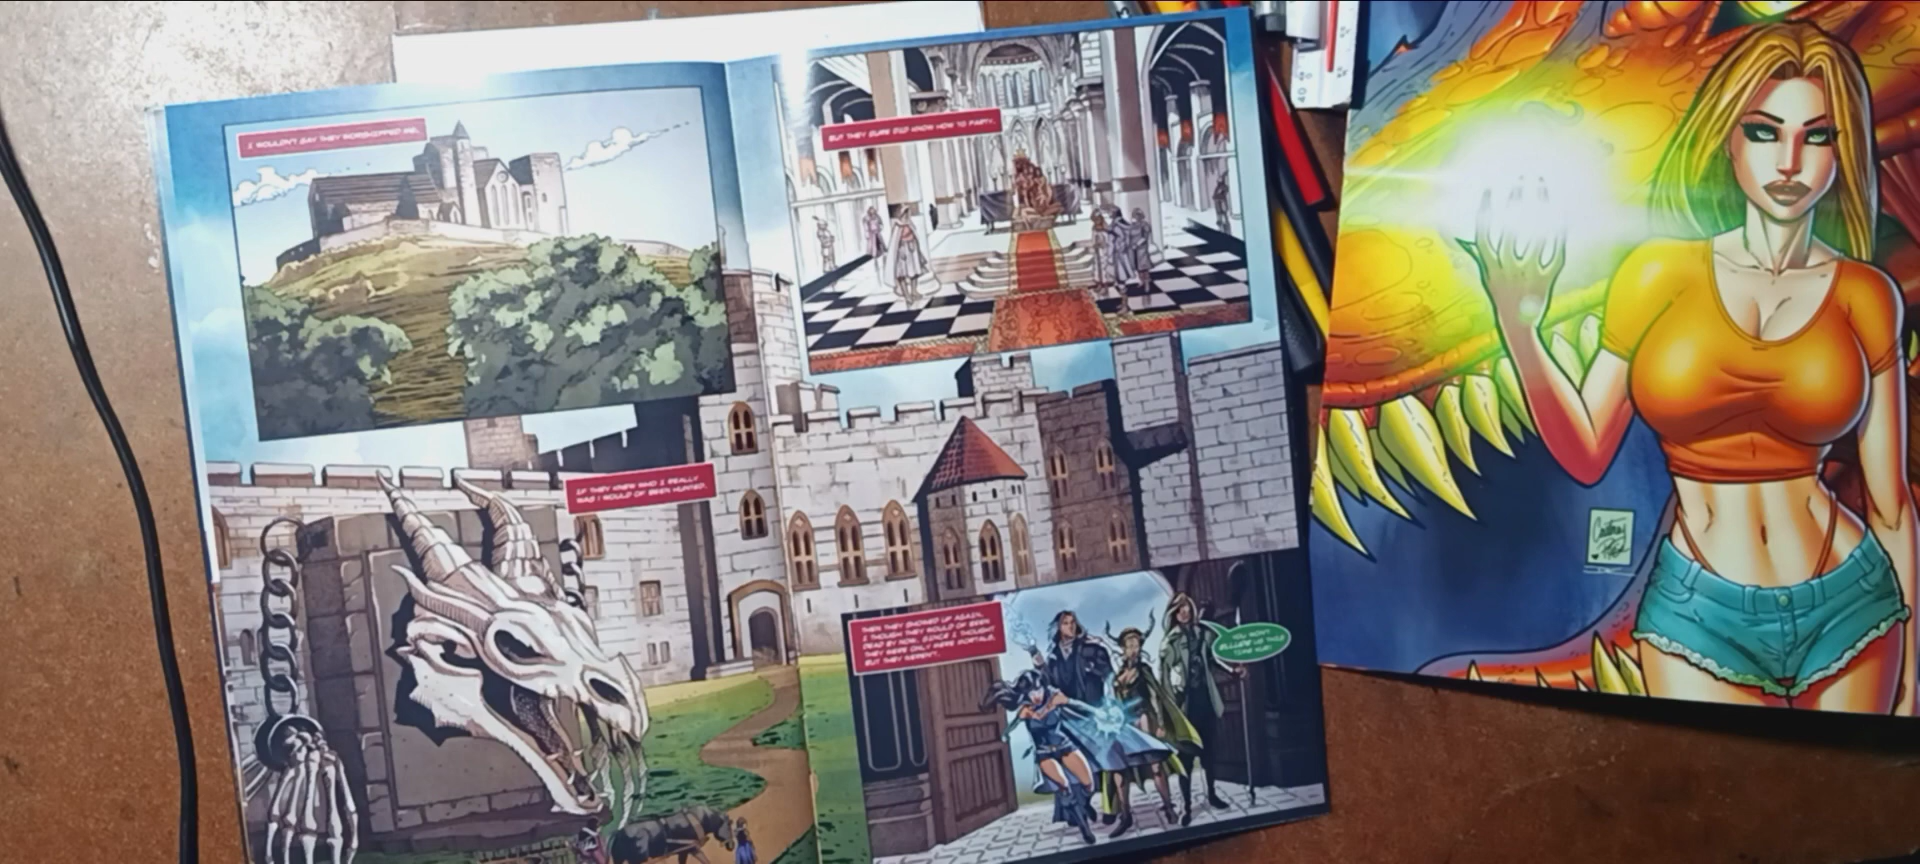 I WOULDN'T SAY THEY WORSHIPPED ME,
BUT THEY SURE DID KNOW HOW TO PARTY.
IF THEY KNEW WHO I REALLY
WAS I WOULD OF BEEN HUNTED.
THEN THEY SHOWED UP AGAIN.
I THOUGH THEY WOULD OF BEEN
DEAD BY NOW. SINCE I THOUGHT
THEY WERE ONLY MERE MORTALS,
BUT THEY WEREN'T.
YOU WON'T
ELLUDE US THIS
TIME